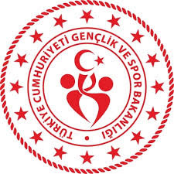 TÜRKİYE CUMHURİYETİ GENÇLİK VE SPOR BAKANLIĞI